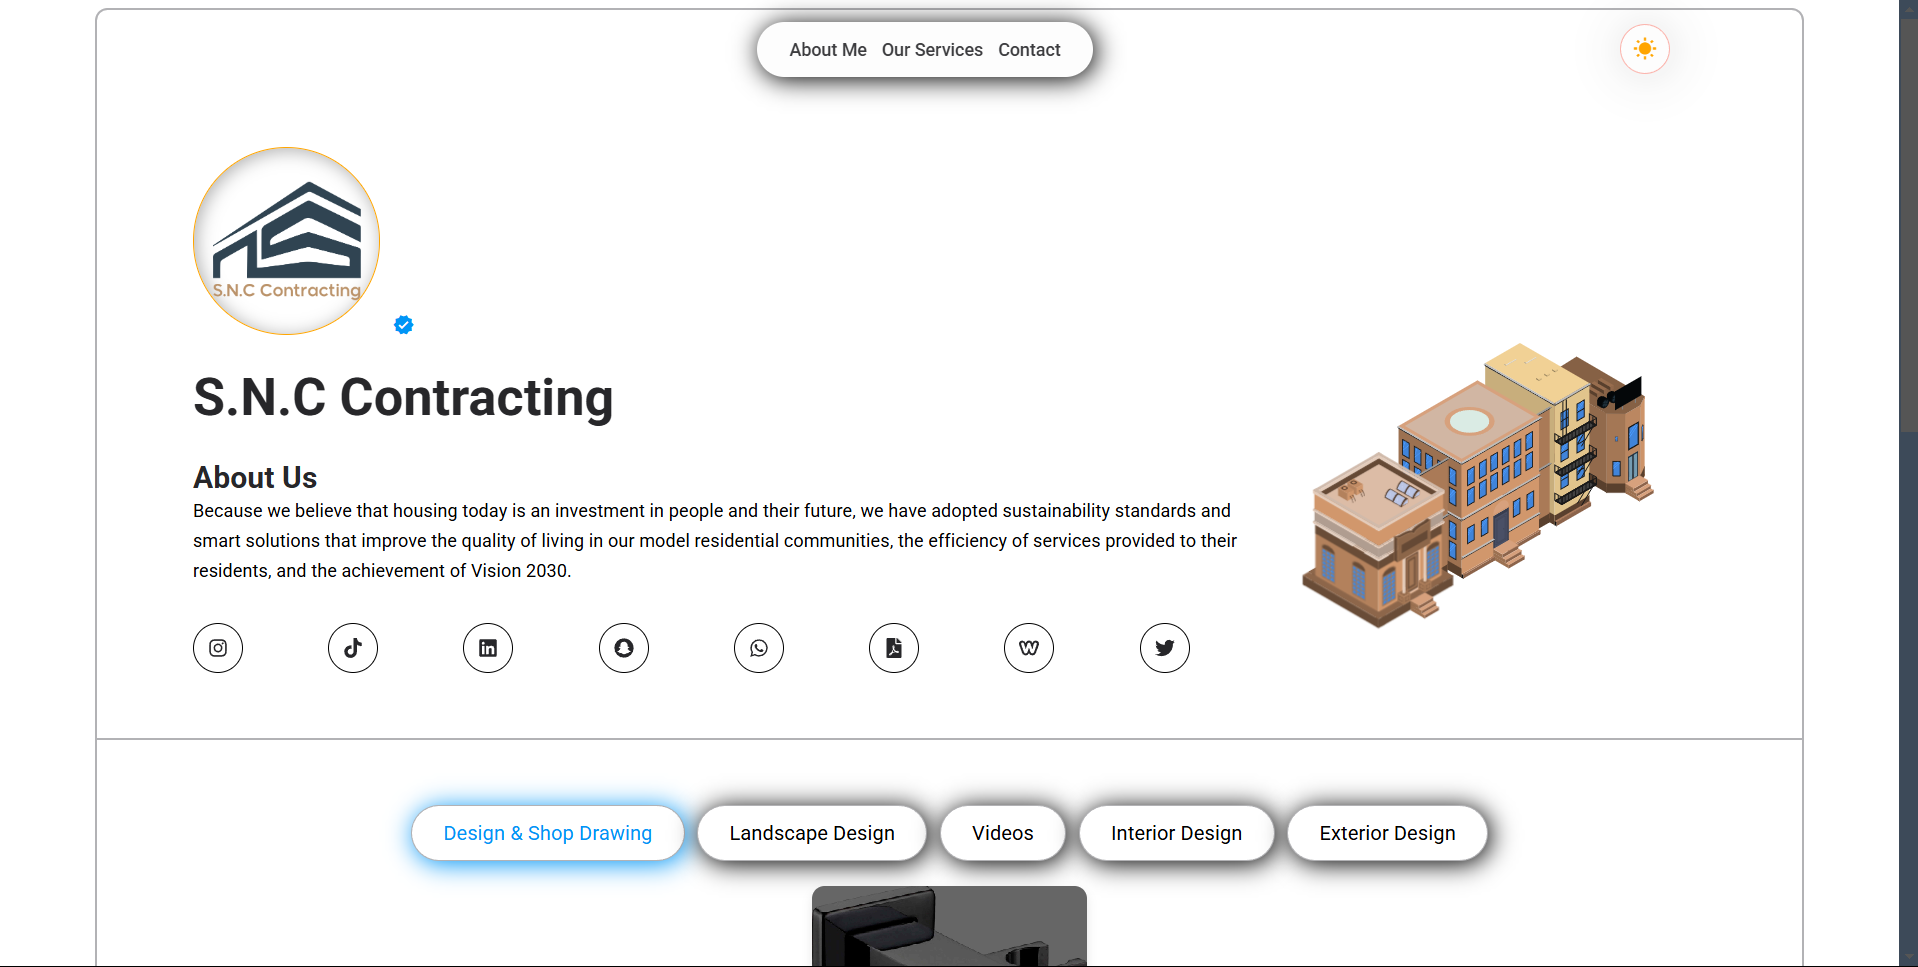 About Me Our Services Contact
S.N.C Contracting
S.N.C Contracting
About Us
Because we believe that housing today is an investment in people and their future, we have adopted sustainability standards and
smart solutions that improve the quality of living in our model residential communities, the efficiency of services provided to their
residents, and the achievement of Vision 2030.
Design & Shop Drawing Landscape Design Videos Interior Design Exterior Design